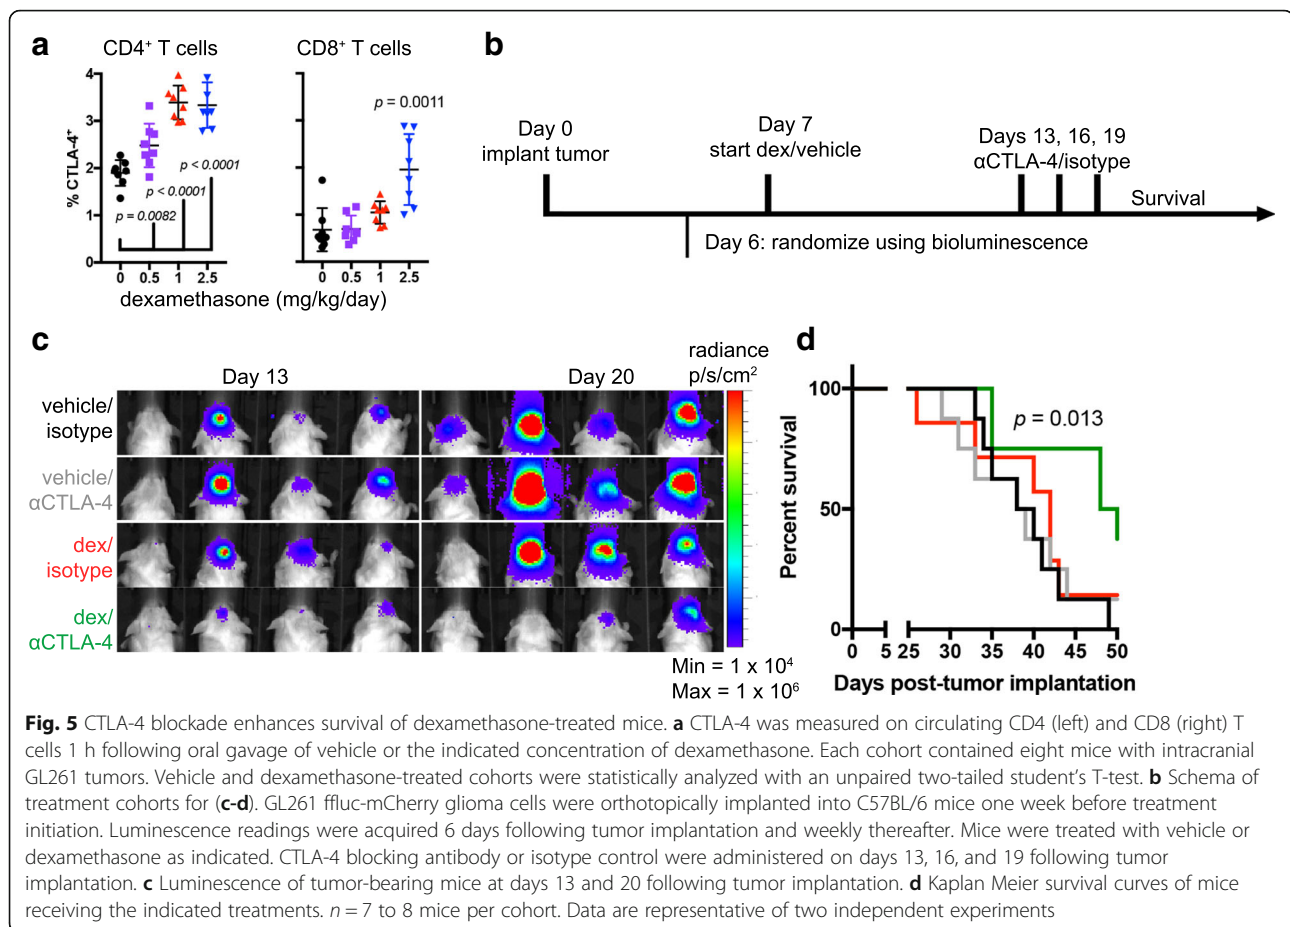 a
CD4+ T cells
CD8+ T cells
% CTLA-4+
4
3
2
1
0
p = 0.0082
p < 0.0001
p < 0.0001
p = 0.0011
0 0.5 1 2.5
0 0.5 1 2.5
dexamethasone (mg/kg/day)
b
Day 0
implant tumor
Day 7
start dex/vehicle
Days 13, 16, 19
αCTLA-4/isotype
Survival
Day 6: randomize using bioluminescence
c
Day 13
Day 20
radiance
p/s/cm²
vehicle/
isotype
vehicle/
αCTLA-4
dex/
isotype
dex/
αCTLA-4
Min = 1 x 10⁴
Max = 1 x 10⁶
d
Percent survival
100
50
0
p = 0.013
0 5 25 30 35 40 45 50
Days post-tumor implantation
Fig. 5 CTLA-4 blockade enhances survival of dexamethasone-treated mice. a CTLA-4 was measured on circulating CD4 (left) and CD8 (right) T
cells 1 h following oral gavage of vehicle or the indicated concentration of dexamethasone. Each cohort contained eight mice with intracranial
GL261 tumors. Vehicle and dexamethasone-treated cohorts were statistically analyzed with an unpaired two-tailed student's T-test. b Schema of
treatment cohorts for (c-d). GL261 ffluc-mCherry glioma cells were orthotopically implanted into C57BL/6 mice one week before treatment
initiation. Luminescence readings were acquired 6 days following tumor implantation and weekly thereafter. Mice were treated with vehicle or
dexamethasone as indicated. CTLA-4 blocking antibody or isotype control were administered on days 13, 16, and 19 following tumor
implantation. c Luminescence of tumor-bearing mice at days 13 and 20 following tumor implantation. d Kaplan Meier survival curves of mice
receiving the indicated treatments. n = 7 to 8 mice per cohort. Data are representative of two independent experiments